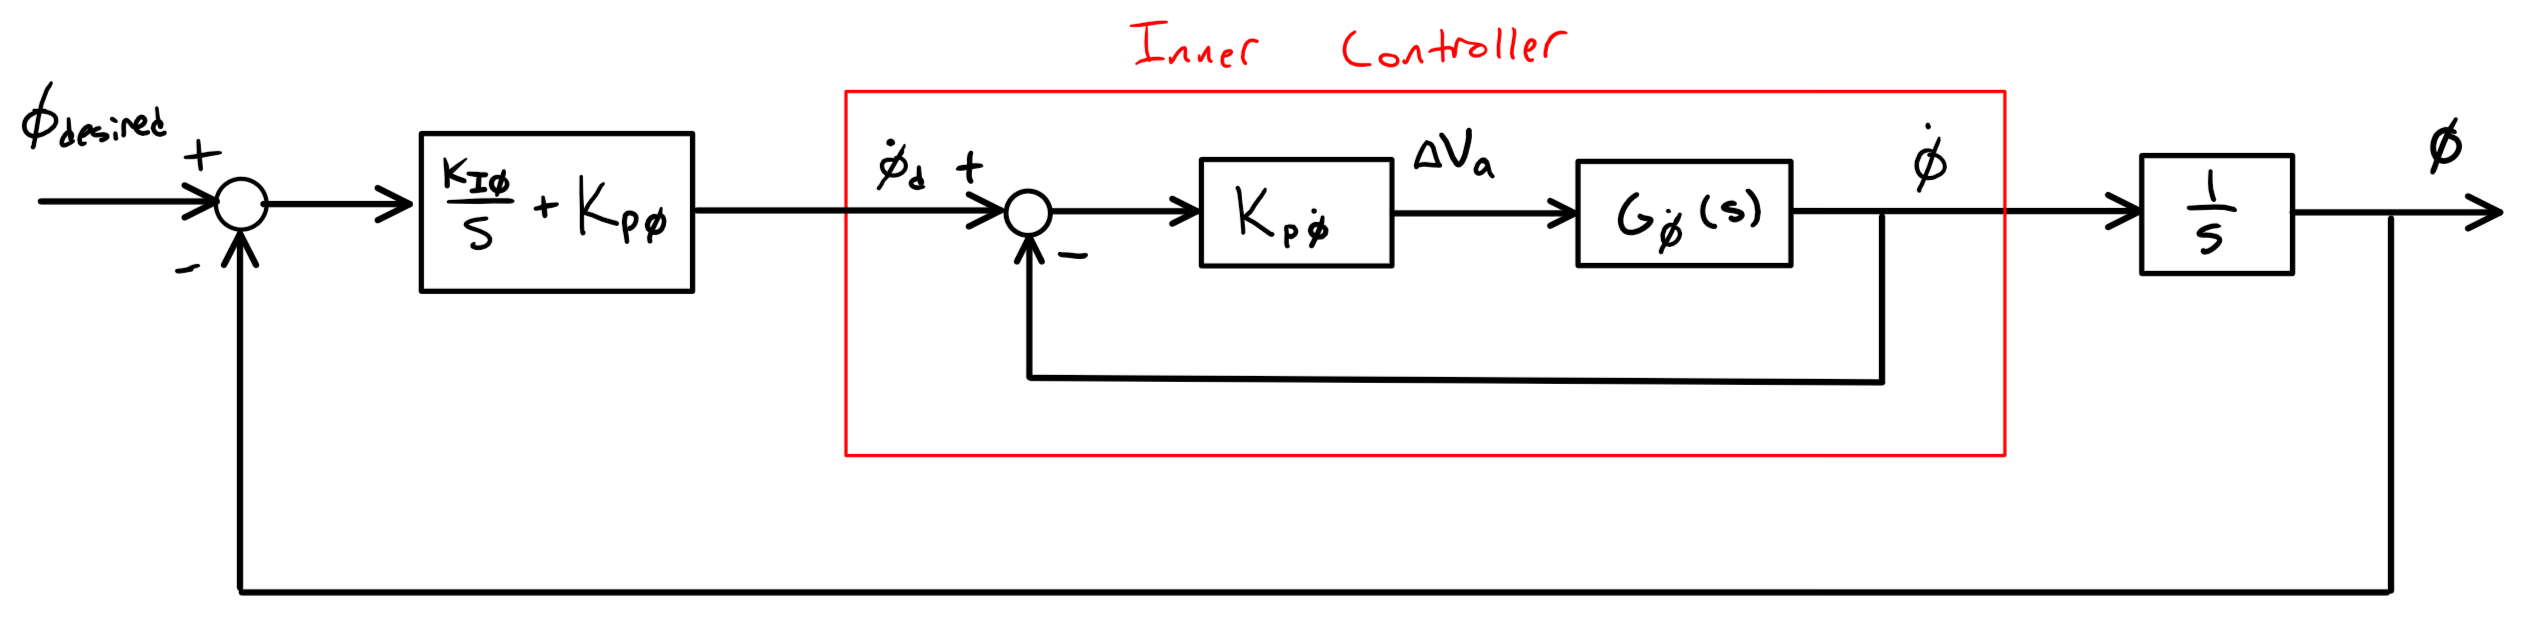 Inner Controller
ϕdesired
+
-
KIϕ/s + Kpϕ
ϕ̇d
+
-
Kpϕ̇
ΔVa
Gϕ̇(s)
ϕ̇
1/s
ϕ